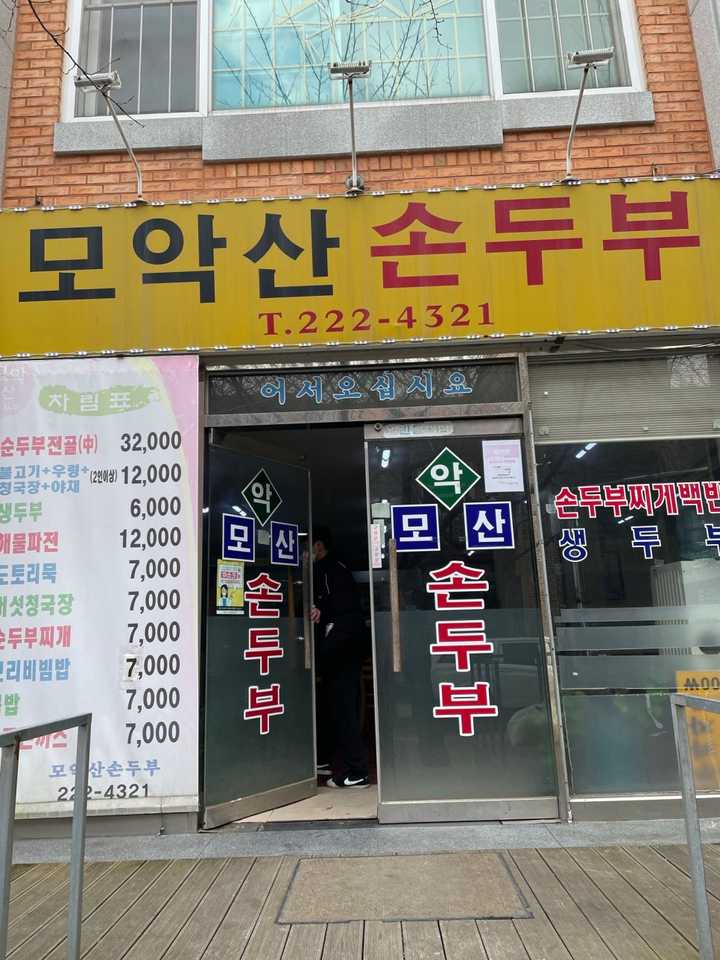 모악산손두부
T.222-4321
어서오십시요
차림표
순두부전골(中) 32,000
불고기+우렁+
청국장+야채 (2인이상) 12,000
생두부 6,000
해물파전 12,000
도토리묵 7,000
버섯청국장 7,000
순두부찌개 7,000
보리비빔밥 7,000
7,000
7,000
모악산손두부
222-4321
악
모 산
손두부
악
모 산
손두부
손두부찌개백반
생두부